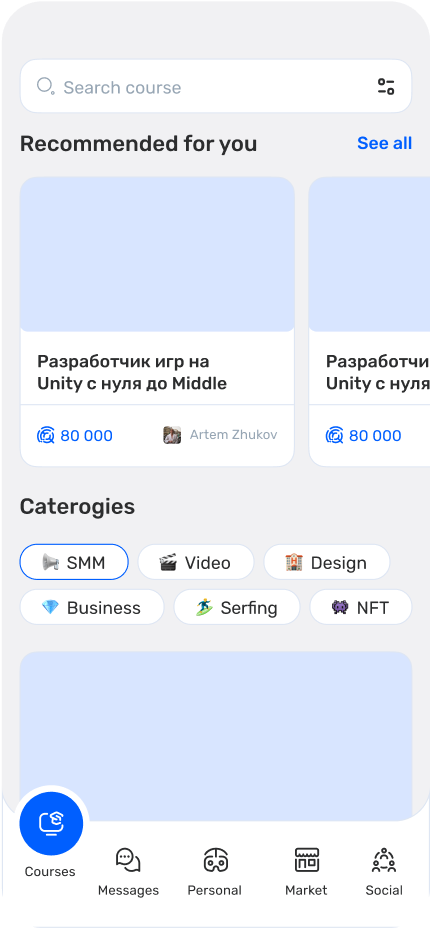 Search course
Recommended for you
See all
Разработчик игр на
Unity с нуля до Middle
80 000
Artem Zhukov
Разработчи
Unity с нуля
80 000
Caterogies
SMM
Video
Design
Business
Serfing
NFT
Courses
Messages
Personal
Market
Social